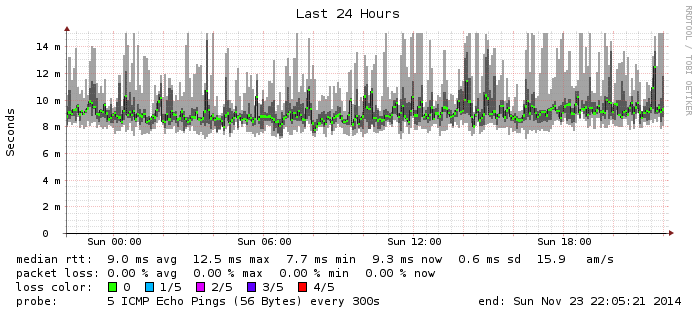 Last 24 Hours
RRDTOOL / TOBI OETIKER
Seconds
14 m
12 m
10 m
8 m
6 m
4 m
2 m
0
Sun 00:00 Sun 06:00 Sun 12:00 Sun 18:00
median rtt: 9.0 ms avg 12.5 ms max 7.7 ms min 9.3 ms now 0.6 ms sd 15.9 am/s
packet loss: 0.00 % avg 0.00 % max 0.00 % min 0.00 % now
loss color: 0 1/5 2/5 3/5 4/5
probe: 5 ICMP Echo Pings (56 Bytes) every 300s end: Sun Nov 23 22:05:21 2014